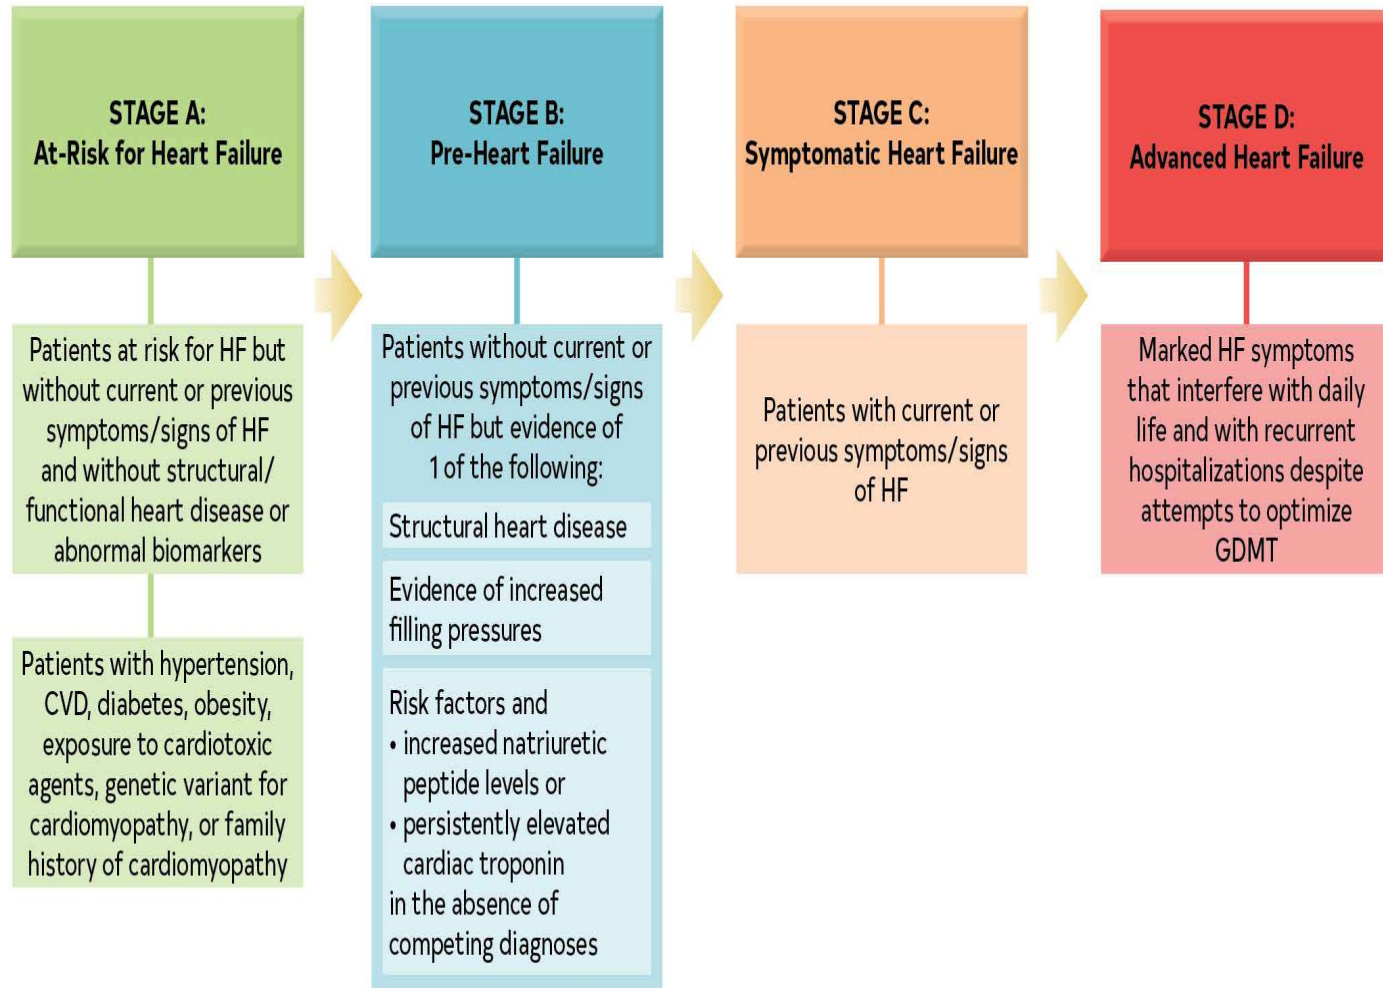 STAGE A:
At-Risk for Heart Failure
Patients at risk for HF but
without current or previous
symptoms/signs of HF
and without structural/
functional heart disease or
abnormal biomarkers
Patients with hypertension,
CVD, diabetes, obesity,
exposure to cardiotoxic
agents, genetic variant for
cardiomyopathy, or family
history of cardiomyopathy
STAGE B:
Pre-Heart Failure
Patients without current or
previous symptoms/signs
of HF but evidence of
1 of the following:
Structural heart disease
Evidence of increased
filling pressures
Risk factors and
• increased natriuretic
peptide levels or
• persistently elevated
cardiac troponin
in the absence of
competing diagnoses
STAGE C:
Symptomatic Heart Failure
Patients with current or
previous symptoms/signs
of HF
STAGE D:
Advanced Heart Failure
Marked HF symptoms
that interfere with daily
life and with recurrent
hospitalizations despite
attempts to optimize
GDMT